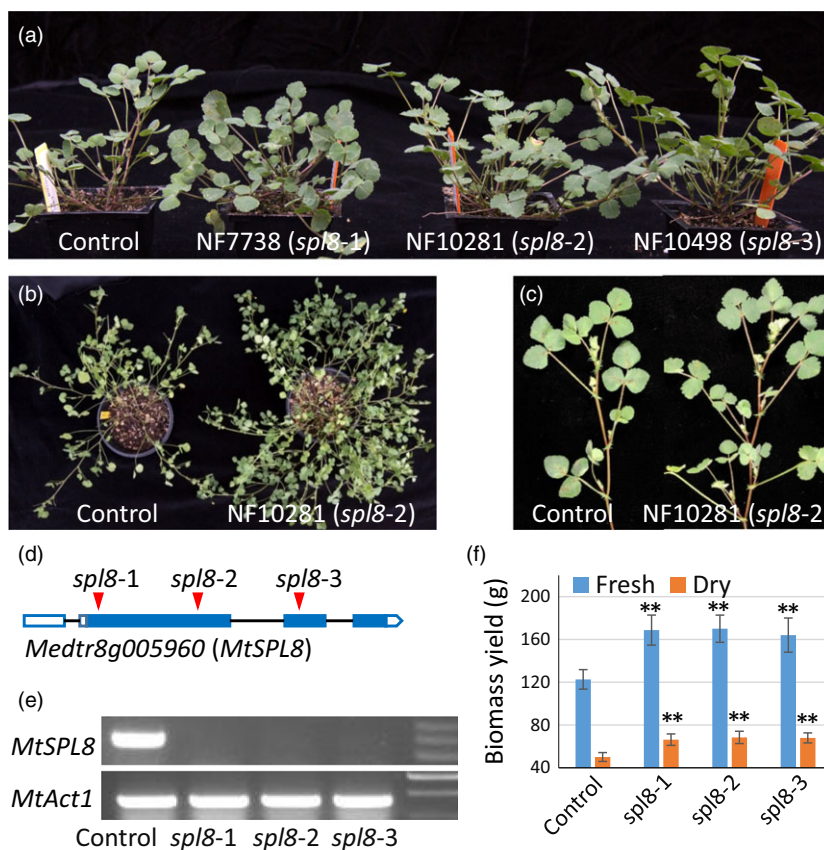 (a)
Control NF7738 (spl8-1) NF10281 (spl8-2) NF10498 (spl8-3)
(b)
Control NF10281 (spl8-2)
(c)
Control NF10281 (spl8-2
(d)
spl8-1 spl8-2 spl8-3
Medtr8g005960 (MtSPL8)
(e)
MtSPL8
MtAct1
Control spl8-1 spl8-2 spl8-3
(f)
Fresh Dry
Biomass yield (g)
200
160
120
80
40
** ** **
** ** **
Control spl8-1 spl8-2 spl8-3